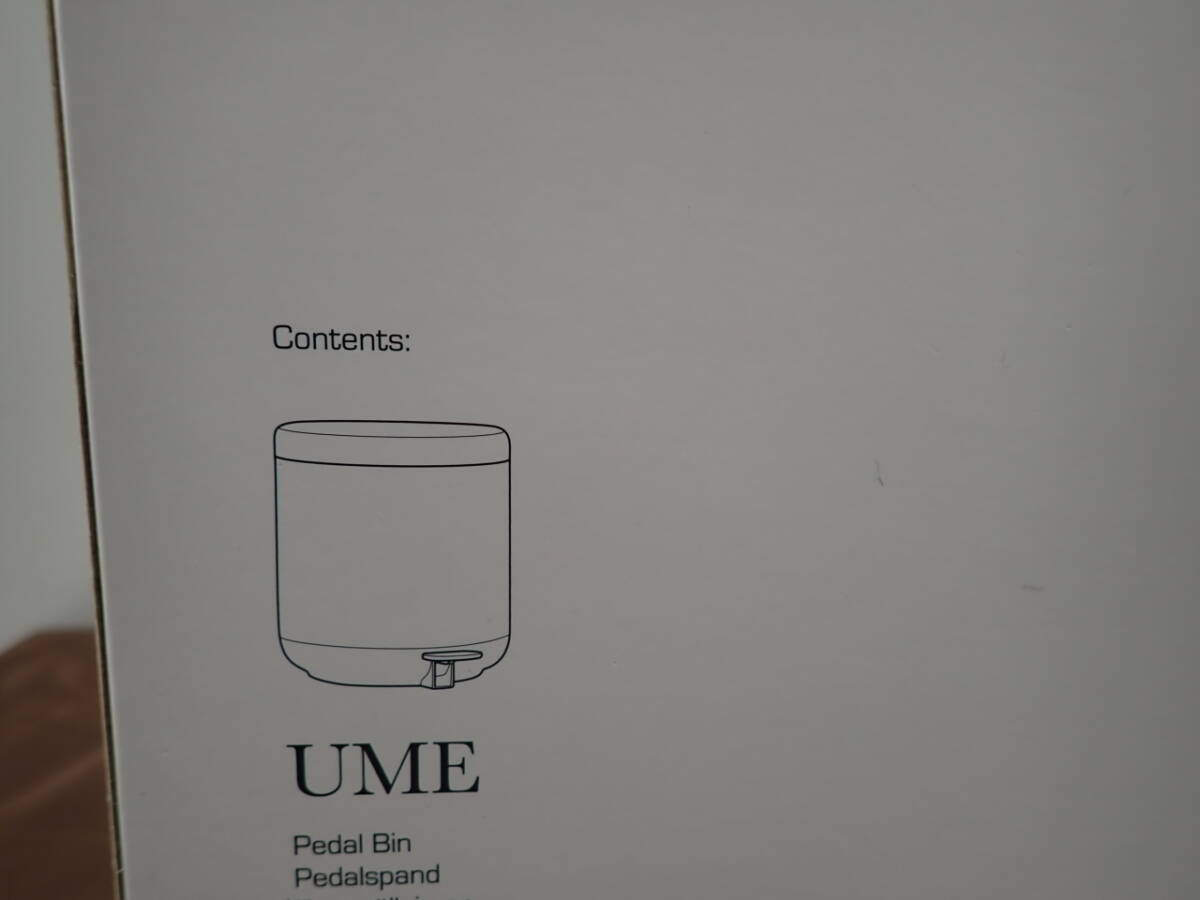 Contents:
UME
Pedal Bin
Pedalspand